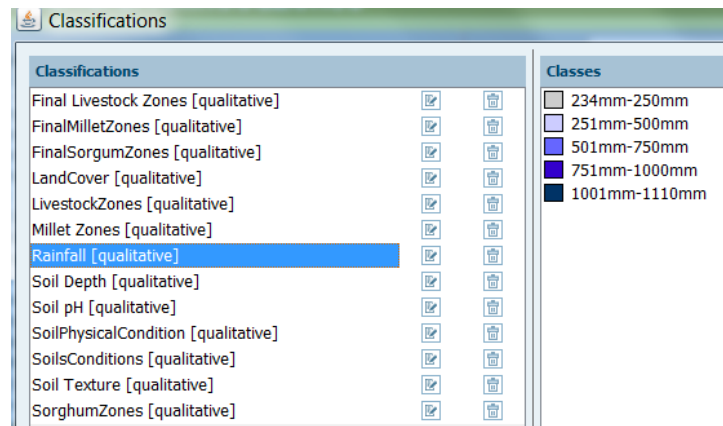 Classifications
Classifications
Final Livestock Zones [qualitative]
FinalMilletZones [qualitative]
FinalSorgumZones [qualitative]
LandCover [qualitative]
LivestockZones [qualitative]
Millet Zones [qualitative]
Rainfall [qualitative]
Soil Depth [qualitative]
Soil pH [qualitative]
SoilPhysicalCondition [qualitative]
SoilsConditions [qualitative]
Soil Texture [qualitative]
SorghumZones [qualitative]
Classes
234mm-250mm
251mm-500mm
501mm-750mm
751mm-1000mm
1001mm-1110mm